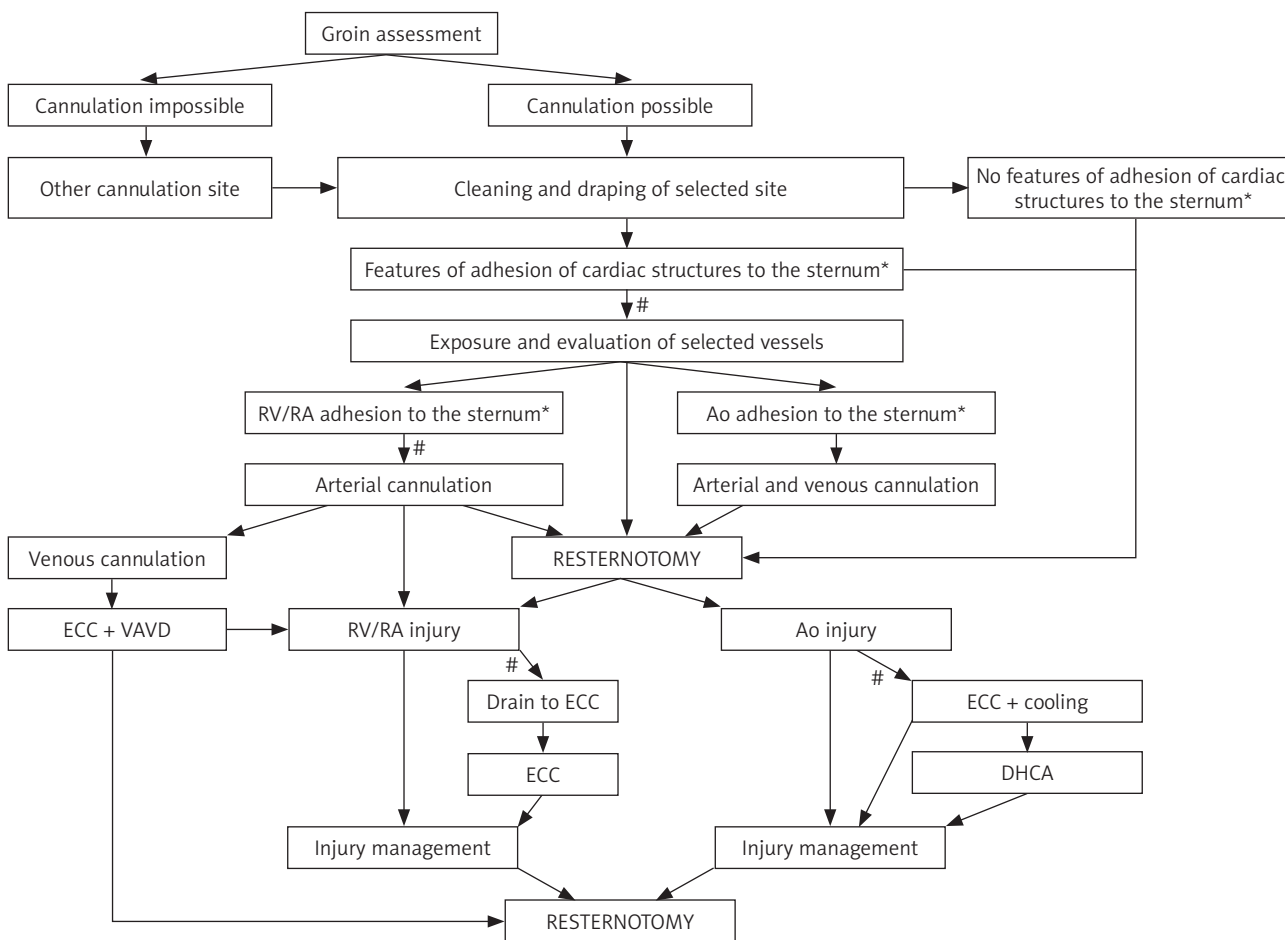 Groin assessment
Cannulation impossible
Cannulation possible
Other cannulation site
Cleaning and draping of selected site
No features of adhesion of cardiac
structures to the sternum*
Features of adhesion of cardiac structures to the sternum*
#
Exposure and evaluation of selected vessels
RV/RA adhesion to the sternum*
Ao adhesion to the sternum*
#
Arterial cannulation
Arterial and venous cannulation
Venous cannulation
RESTERNOTOMY
ECC + VAVD
RV/RA injury
Ao injury
#
#
Drain to ECC
ECC + cooling
ECC
DHCA
Injury management
Injury management
RESTERNOTOMY